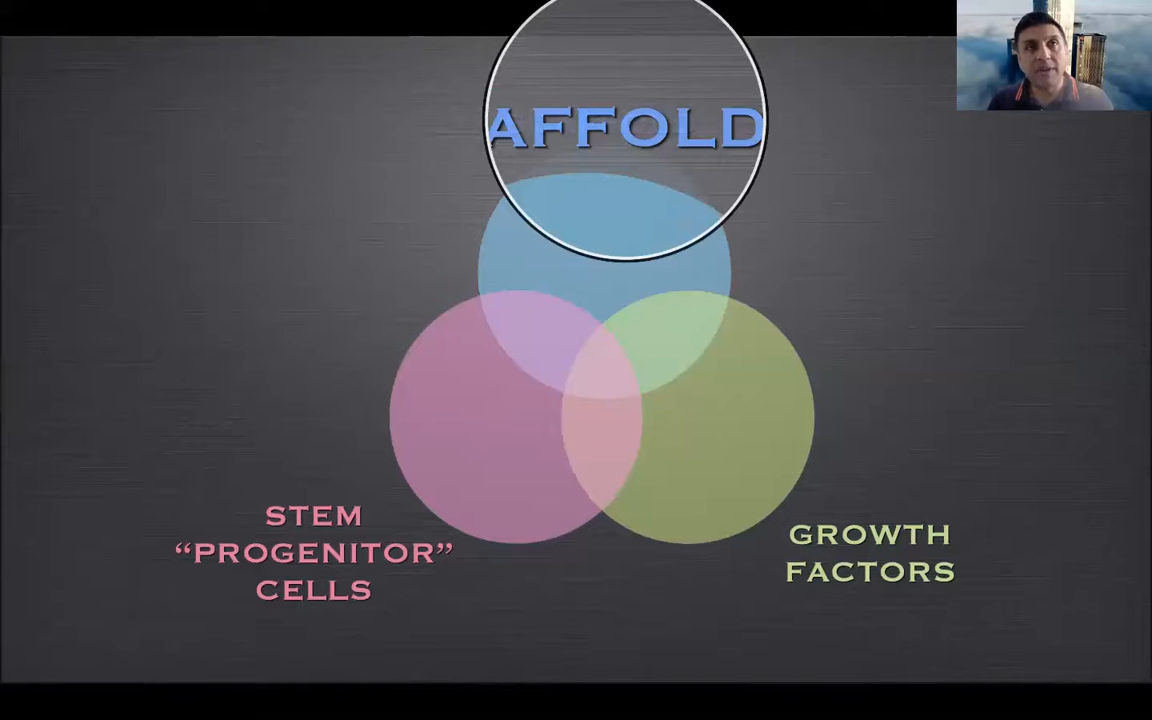 AFFOLD
STEM
“PROGENITOR”
CELLS
GROWTH
FACTORS